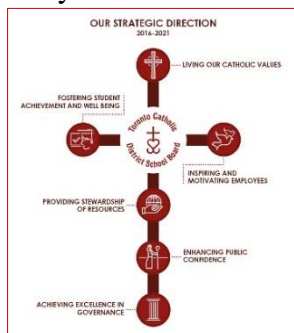 OUR STRATEGIC DIRECTION
2016-2021
LIVING OUR CATHOLIC VALUES
FOSTERING STUDENT
ACHIEVEMENT AND WELL BEING
Toronto Catholic
District School Board
INSPIRING AND
MOTIVATING EMPLOYEES
PROVIDING STEWARDSHIP
OF RESOURCES
ENHANCING PUBLIC
CONFIDENCE
ACHIEVING EXCELLENCE IN
GOVERNANCE